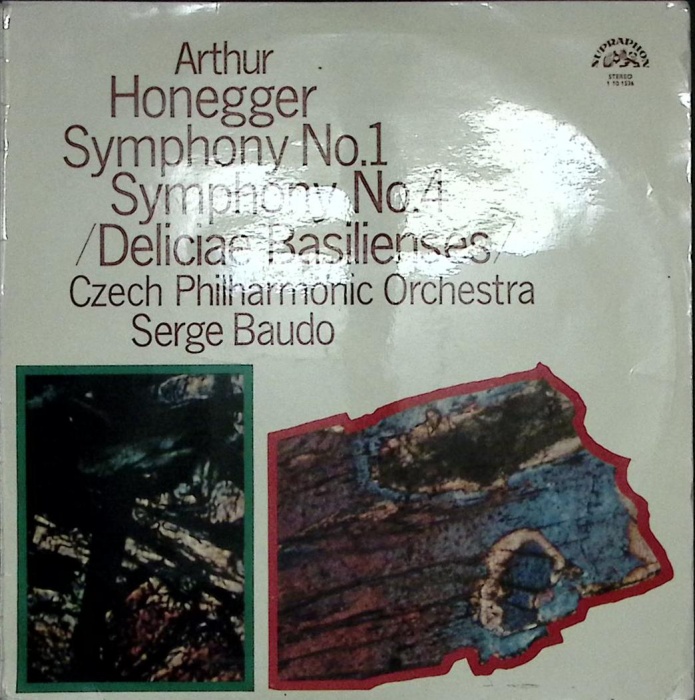 Arthur
Honegger
Symphony No.1
Symphony No.4
/Deliciae Basilienses/
Czech Philharmonic Orchestra
Serge Baudo
SUPRAPHON
STEREO